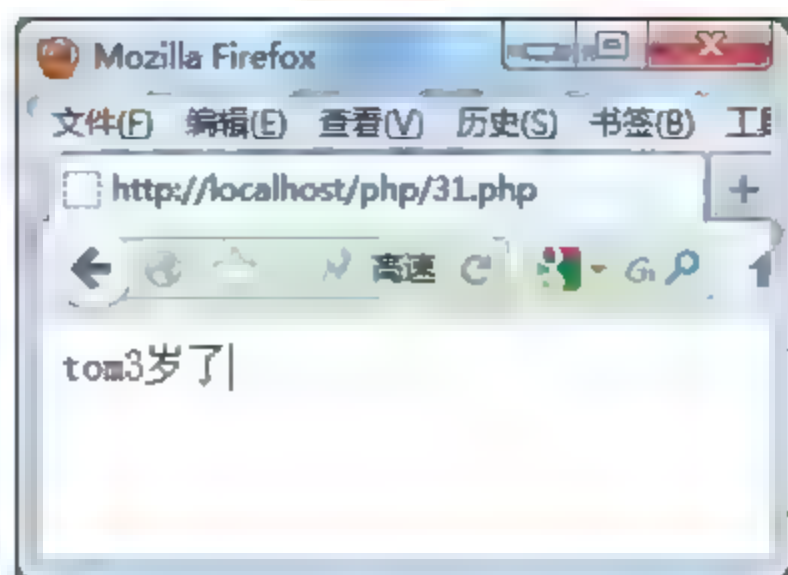 Mozilla Firefox
文件(F) 编辑(E) 查看(V) 历史(S) 书签(B)
http://localhost/php/31.php
高速
tom3岁了